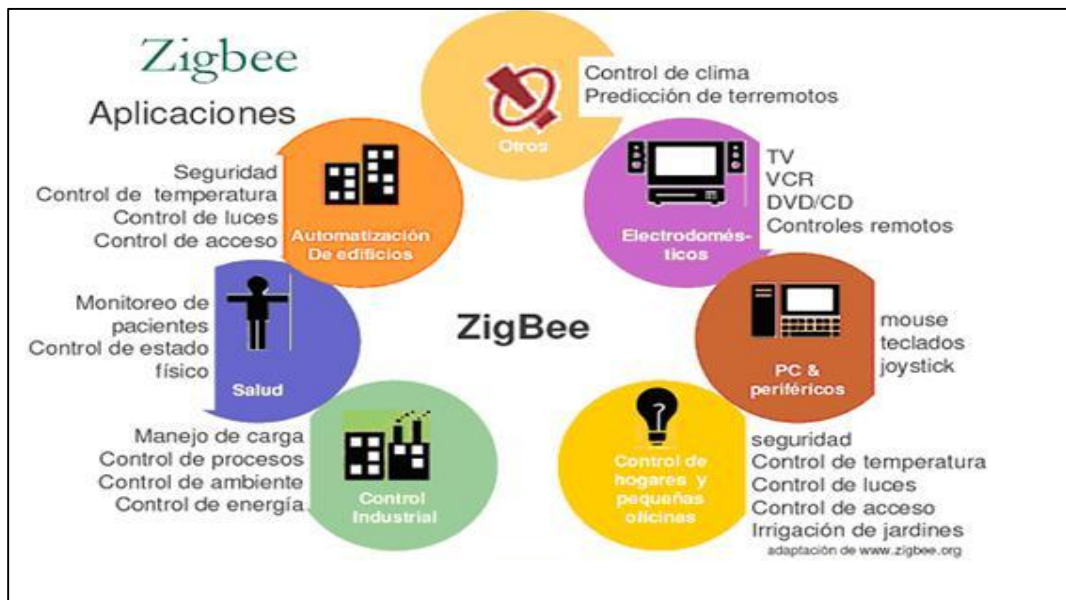 Zigbee
Aplicaciones
Otros
Control de clima
Predicción de terremotos
Seguridad
Control de temperatura
Control de luces
Control de acceso
Automatización
De edificios
Electrodomés-
ticos
TV
VCR
DVD/CD
Controles remotos
Monitoreo de
pacientes
Control de estado
físico
Salud
ZigBee
PC &
periféricos
mouse
teclados
joystick
Manejo de carga
Control de procesos
Control de ambiente
Control de energía
Control
Industrial
Control de
hogares y
pequeñas
oficinas
seguridad
Control de temperatura
Control de luces
Control de acceso
Irrigación de jardines
adaptación de www.zigbee.org